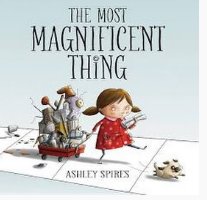 THE MOST
MAGNIFICENT
THING
ASHLEY SPIRES